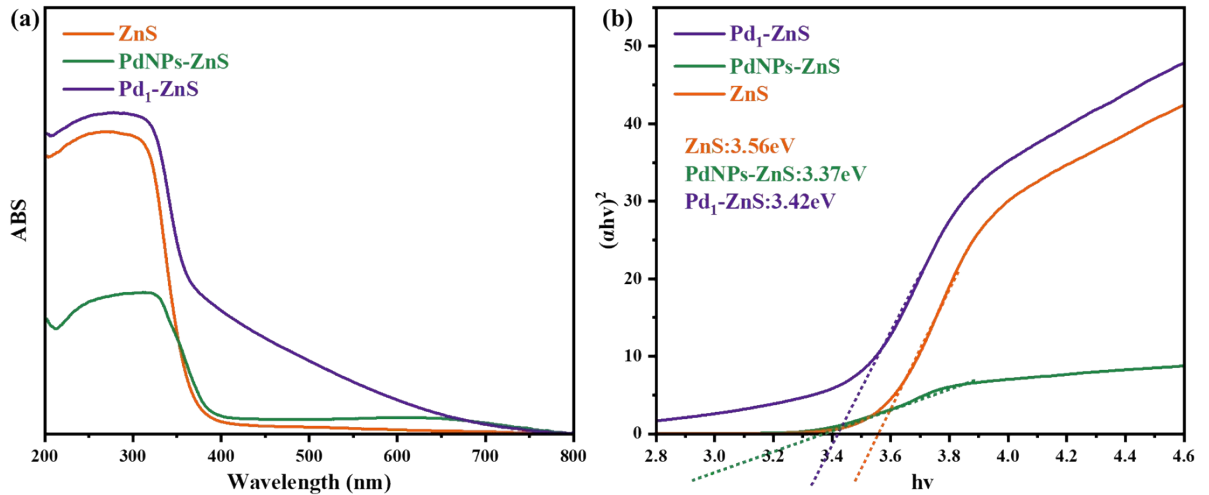 (a)
ZnS
PdNPs-ZnS
Pd₁-ZnS
ABS
200 300 400 500 600 700 800
Wavelength (nm)
(b)
Pd₁-ZnS
PdNPs-ZnS
ZnS
ZnS:3.56eV
PdNPs-ZnS:3.37eV
Pd₁-ZnS:3.42eV
(αhv)²
50
40
30
20
10
0
2.8 3.0 3.2 3.4 3.6 3.8 4.0 4.2 4.4 4.6
hv